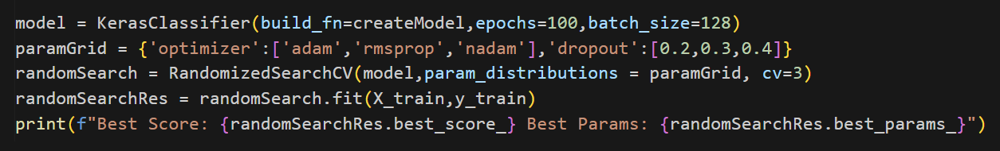 model = KerasClassifier(build_fn=createModel,epochs=100,batch_size=128)
paramGrid = {'optimizer':['adam','rmsprop','nadam'],'dropout':[0.2,0.3,0.4]}
randomSearch = RandomizedSearchCV(model,param_distributions = paramGrid, cv=3)
randomSearchRes = randomSearch.fit(X_train,y_train)
print(f"Best Score: {randomSearchRes.best_score_} Best Params: {randomSearchRes.best_params_}")